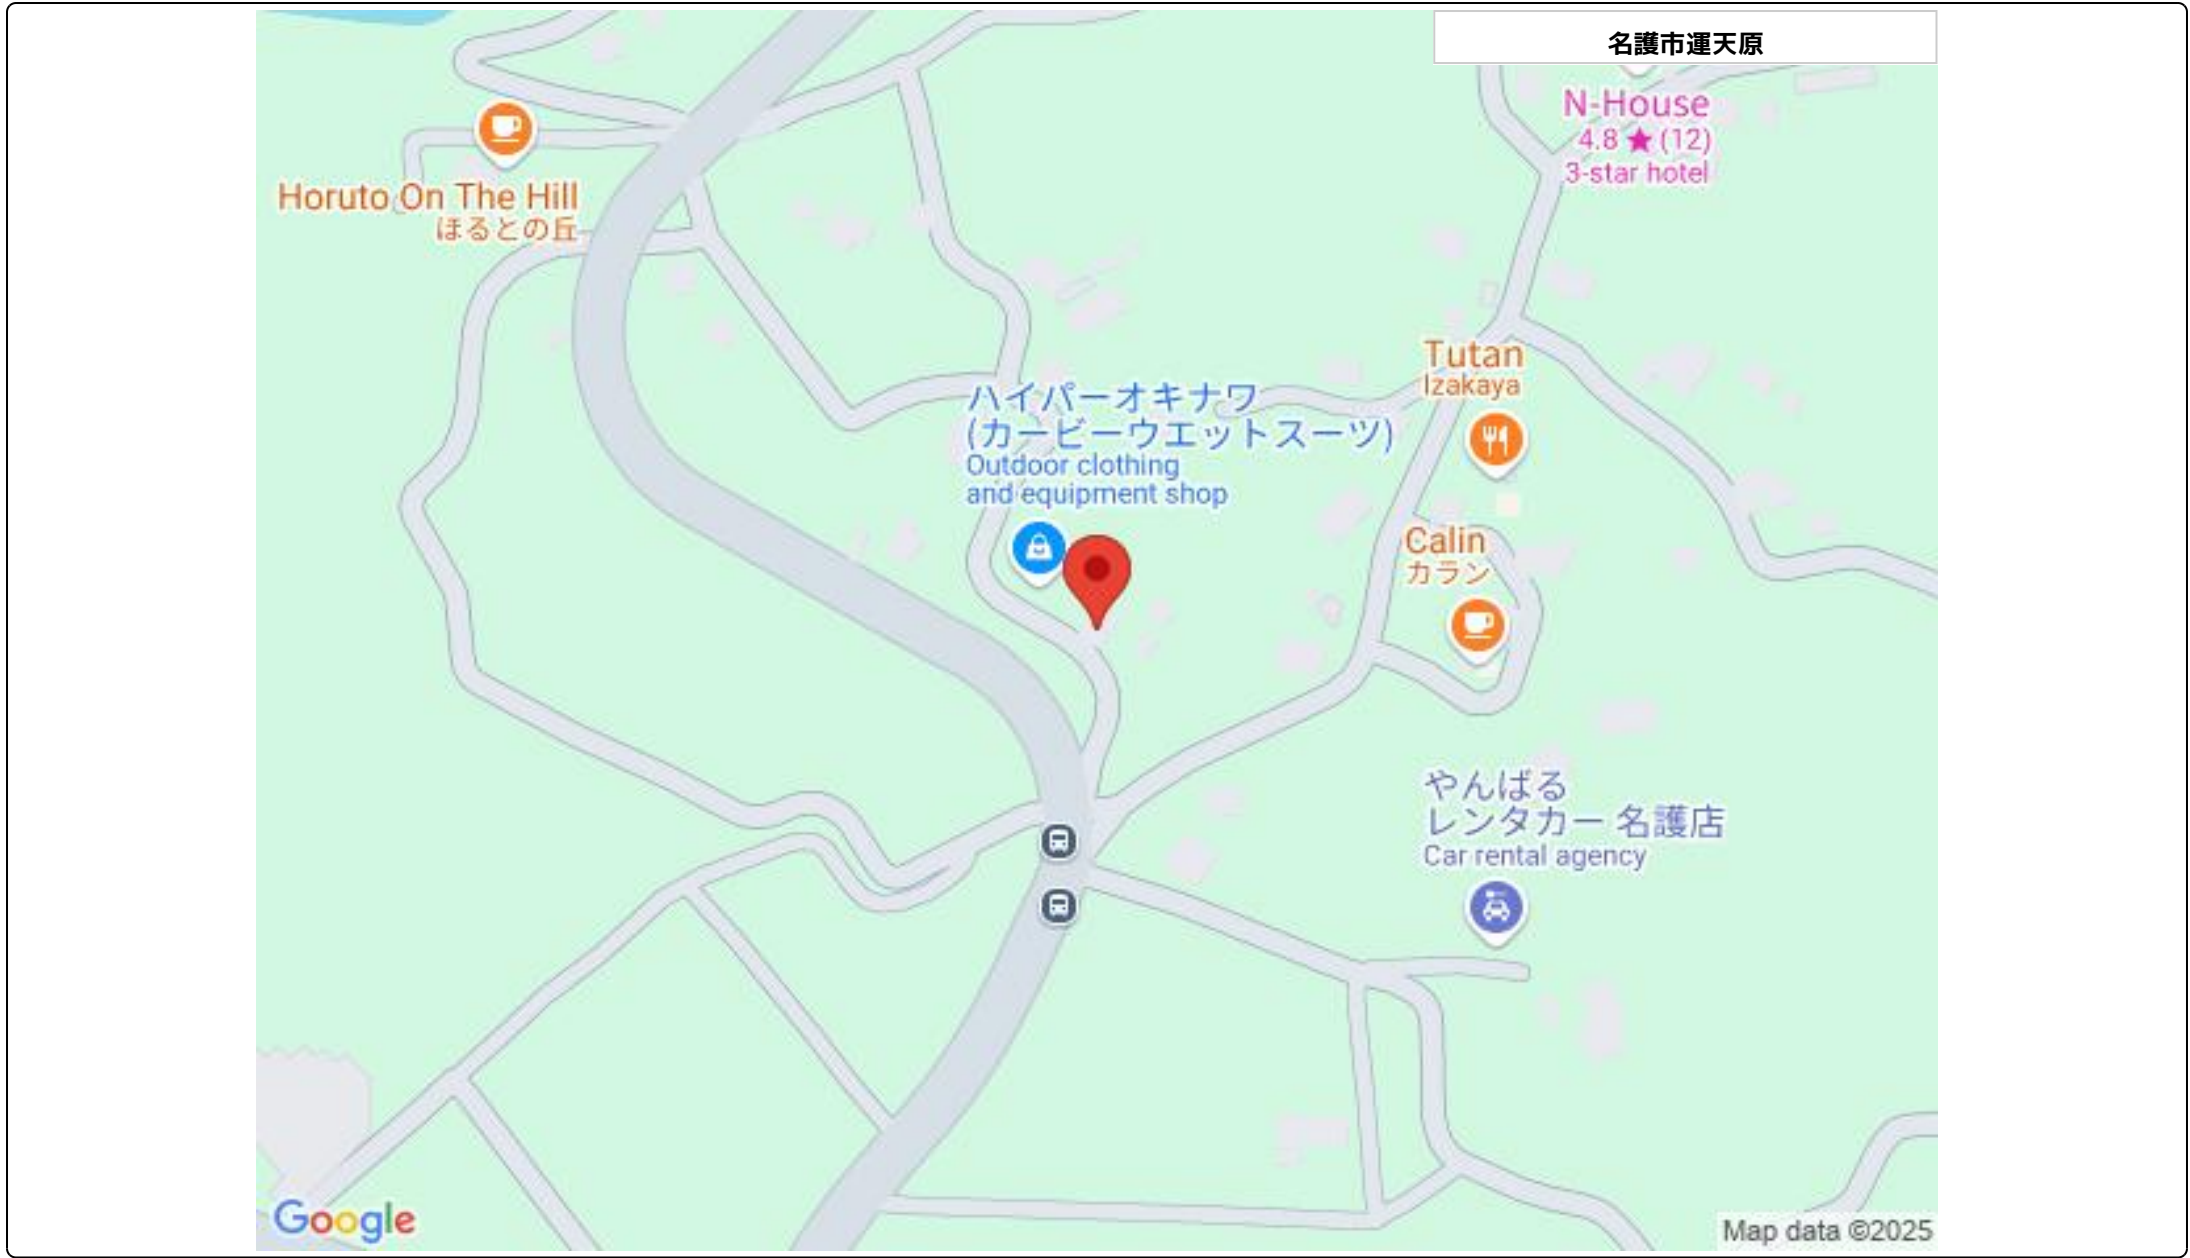 名護市運天原
N-House
4.8 ★ (12)
3-star hotel
Horuto On The Hill
ほるとの丘
Tutan
Izakaya
ハイパーオキナワ
(カービーウエットスーツ)
Outdoor clothing
and equipment shop
Calin
カラン
やんばる
レンタカー 名護店
Car rental agency
Google
Map data ©2025